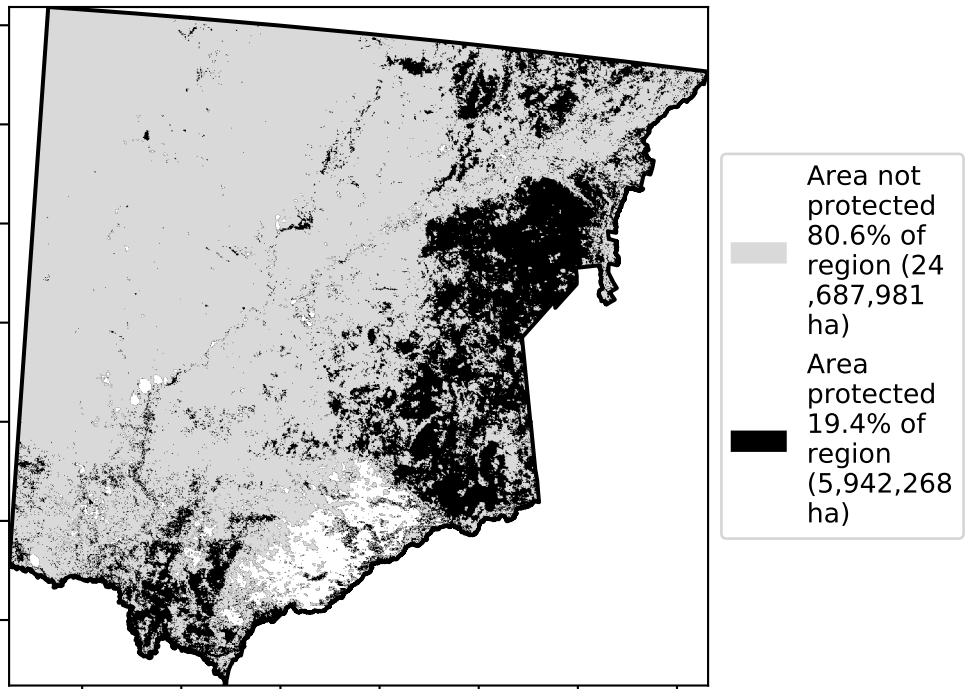 Area not
protected
80.6% of
region (24
,687,981
ha)
Area
protected
19.4% of
region
(5,942,268
ha)